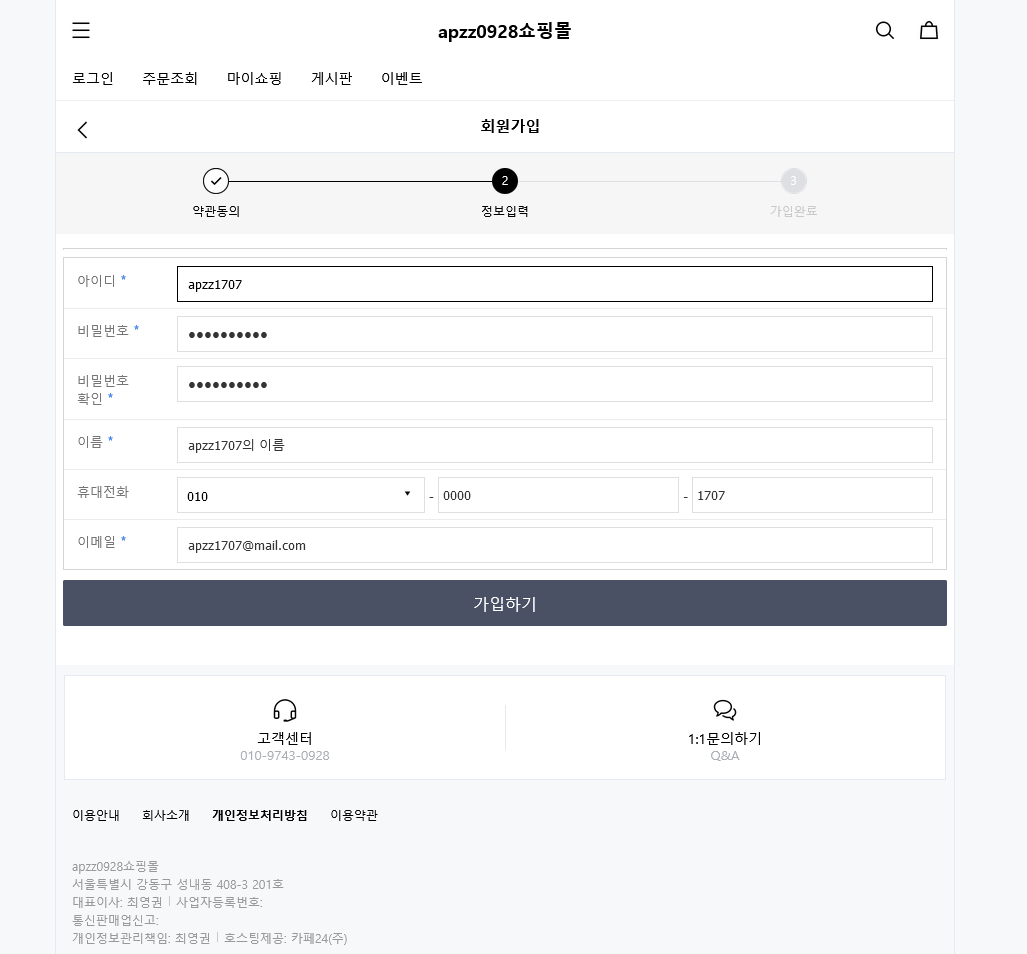 apzz0928쇼핑몰
로그인 주문조회 마이쇼핑 게시판 이벤트
회원가입
2 3
약관동의 정보입력 가입완료
아이디 * apzz1707
비밀번호 * ●●●●●●●●●●
비밀번호
확인 * ●●●●●●●●●●
이름 * apzz1707의 이름
휴대전화 010 - 0000 - 1707
이메일 * apzz1707@mail.com
가입하기
고객센터 1:1문의하기
010-9743-0928 Q&A
이용안내 회사소개 개인정보처리방침 이용약관
apzz0928쇼핑몰
서울특별시 강동구 성내동 408-3 201호
대표이사: 최영권 | 사업자등록번호:
통신판매업신고:
개인정보관리책임: 최영권 | 호스팅제공: 카페24(주)